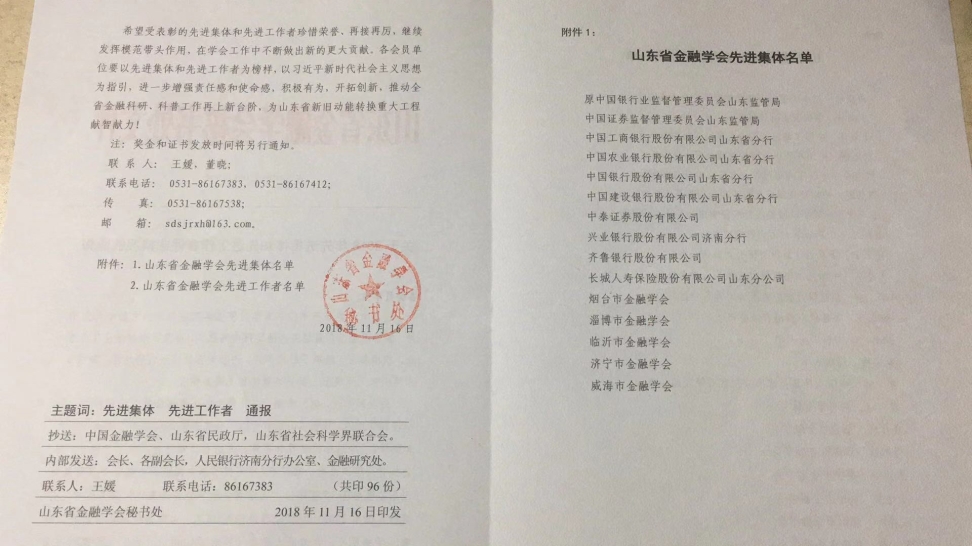 希望受表彰的先进集体和先进工作者珍惜荣誉、再接再厉，继续
发挥模范带头作用，在学会工作中不断做出新的更大贡献。各会员单
位要以先进集体和先进工作者为榜样，以习近平新时代社会主义思想
为指引，进一步增强责任感和使命感，积极有为，开拓创新、推动全
省金融科研、科普工作再上新台阶，为山东省新旧动能转换重大工程
献智献力！
注：奖金和证书发放时间将另行通知。
联 系 人： 王媛、董晓；
联系电话： 0531-86167383、0531-86167412；
传 真： 0531-86167538；
邮 箱： sdsjrxh@163.com。
附件：1.山东省金融学会先进集体名单
2.山东省金融学会先进工作者名单
山东省金融学会
秘书处
2018年11月16日
主题词：先进集体 先进工作者 通报
抄送：中国金融学会、山东省民政厅，山东省社会科学界联合会。
内部发送：会长、各副会长，人民银行济南分行办公室、金融研究处。
联系人：王媛 联系电话：86167383 （共印96份）
山东省金融学会秘书处 2018年11月16日印发
附件1：
山东省金融学会先进集体名单
原中国银行业监督管理委员会山东监管局
中国证券监督管理委员会山东监管局
中国工商银行股份有限公司山东省分行
中国农业银行股份有限公司山东省分行
中国银行股份有限公司山东省分行
中国建设银行股份有限公司山东省分行
中泰证券股份有限公司
兴业银行股份有限公司济南分行
齐鲁银行股份有限公司
长城人寿保险股份有限公司山东分公司
烟台市金融学会
淄博市金融学会
临沂市金融学会
济宁市金融学会
威海市金融学会